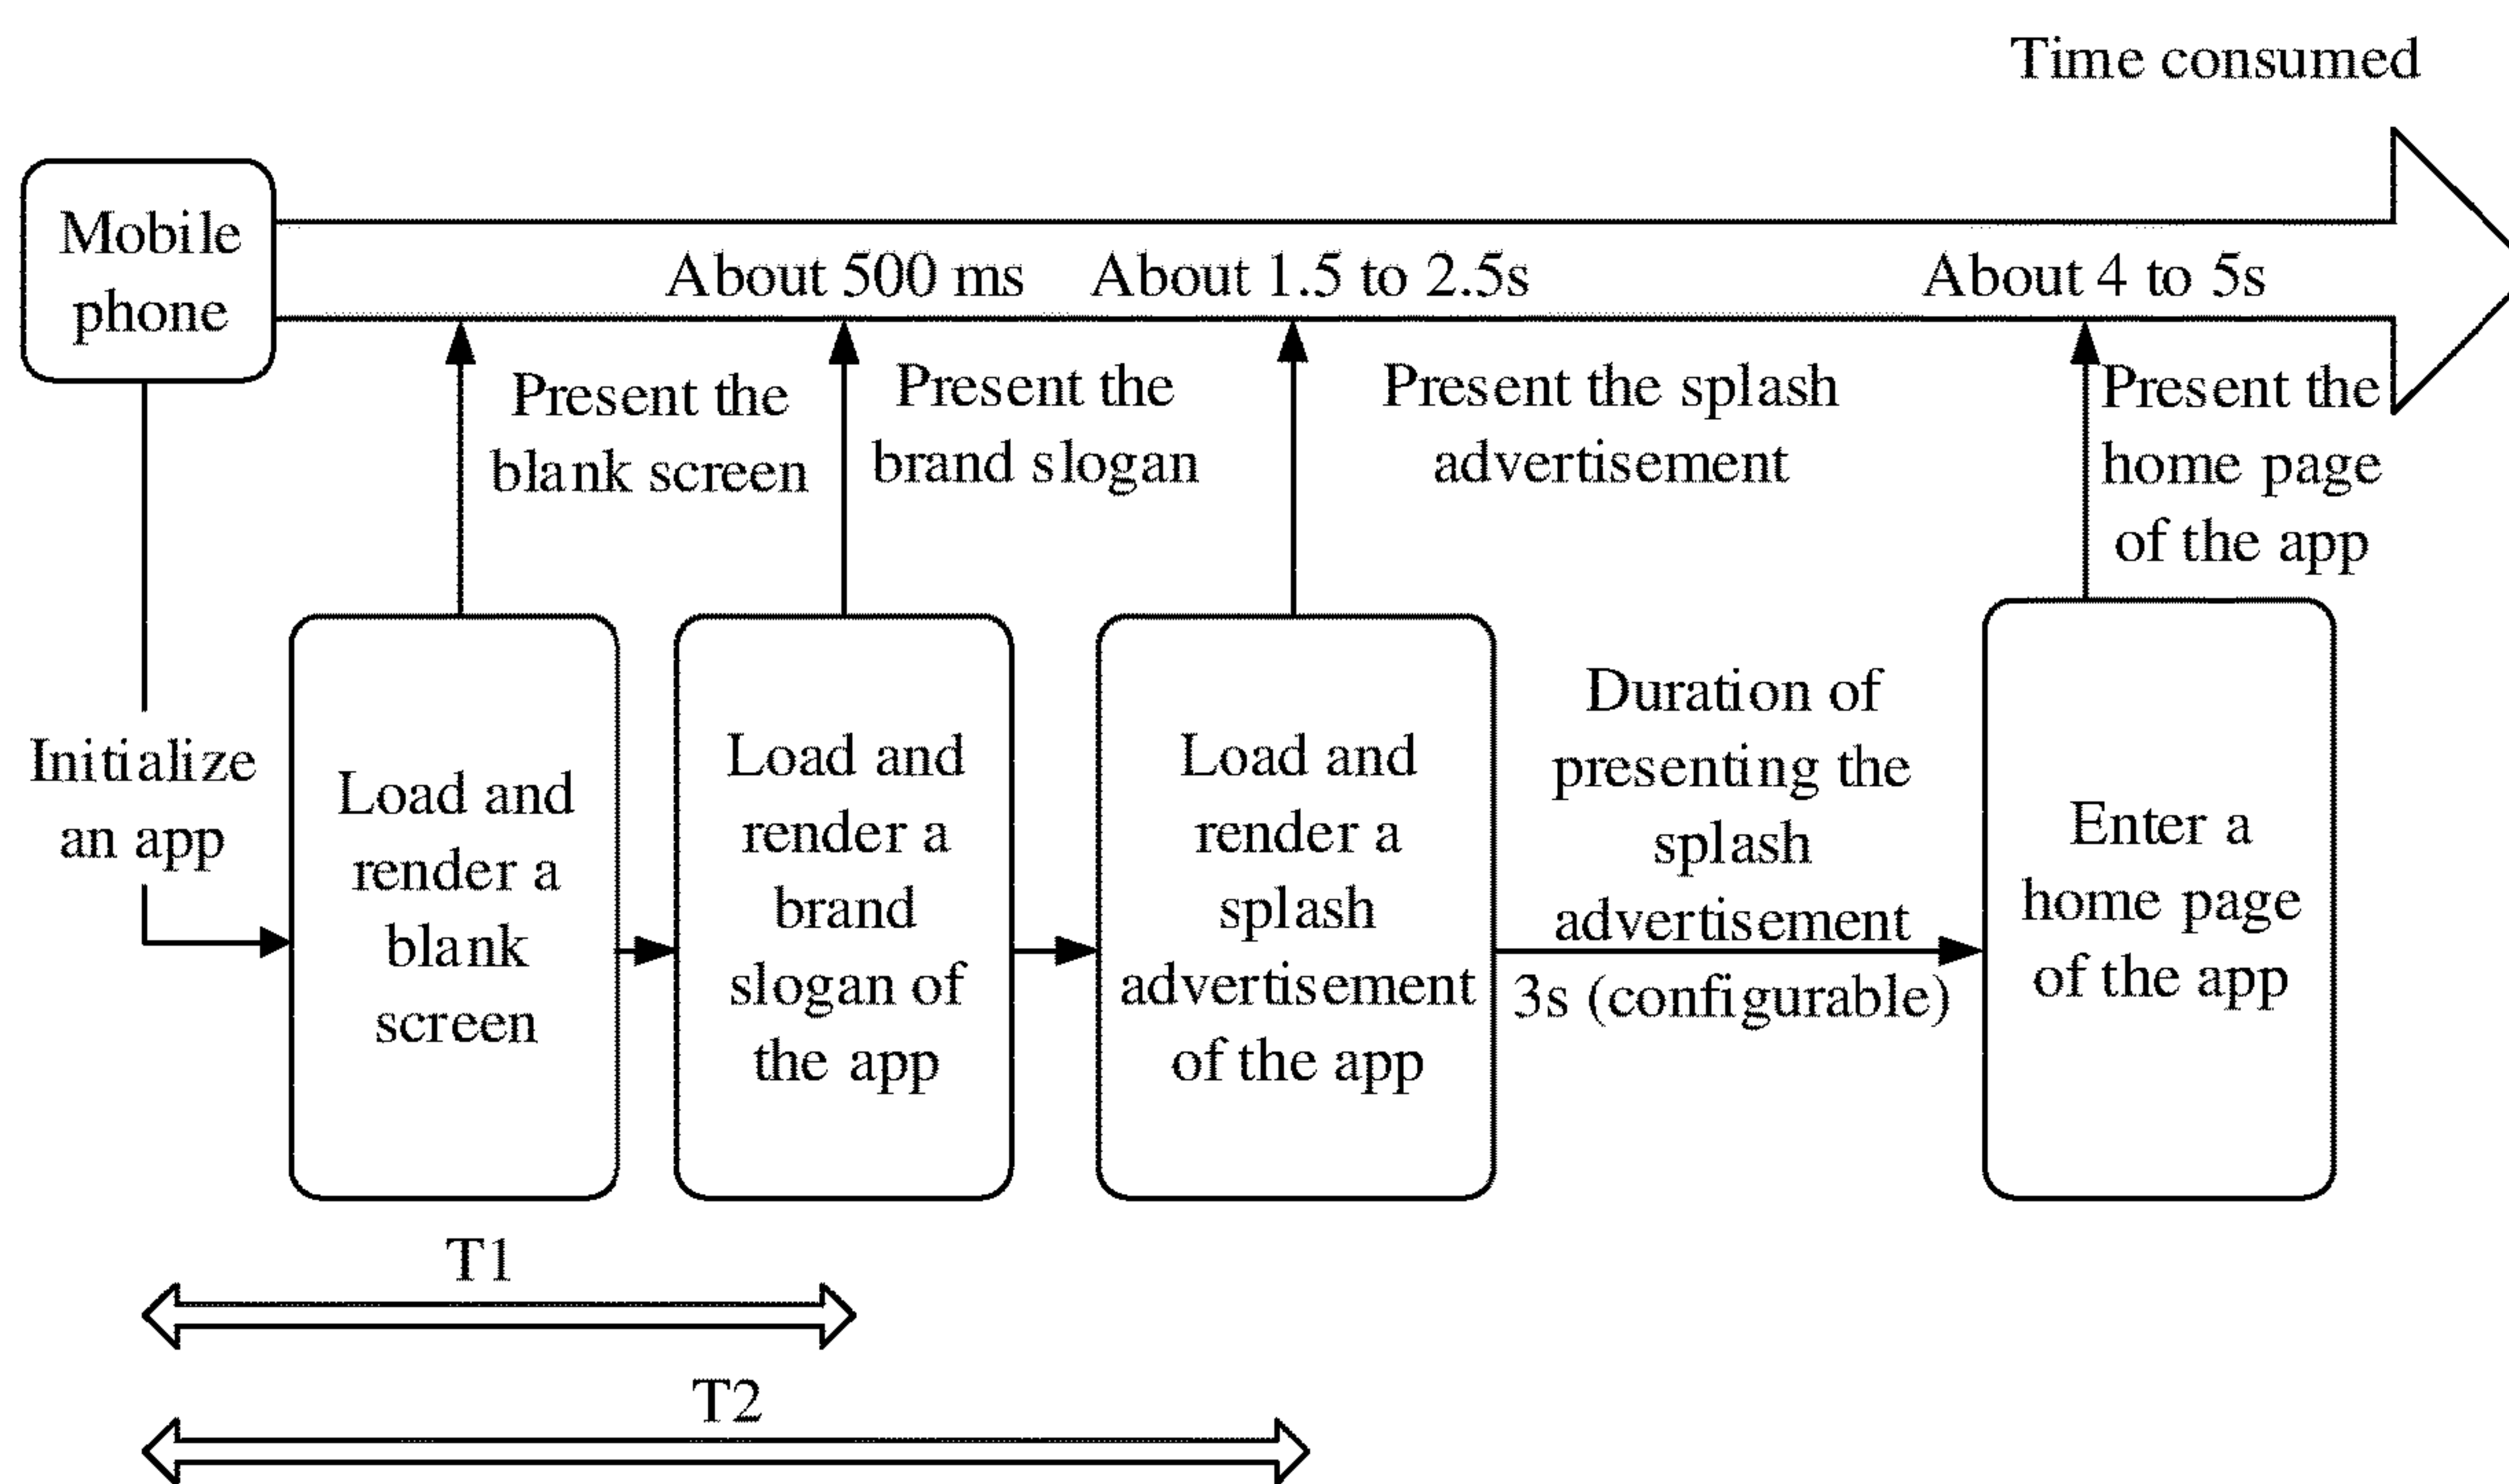 Time consumed
Mobile
phone
About 500 ms
About 1.5 to 2.5s
About 4 to 5s
Present the
blank screen
Present the
brand slogan
Present the splash
advertisement
Present the
home page
of the app
Initialize
an app
Load and
render a
blank
screen
Load and
render a
brand
slogan of
the app
Load and
render a
splash
advertisement
of the app
Duration of
presenting the
splash
advertisement
3s (configurable)
Enter a
home page
of the app
T1
T2